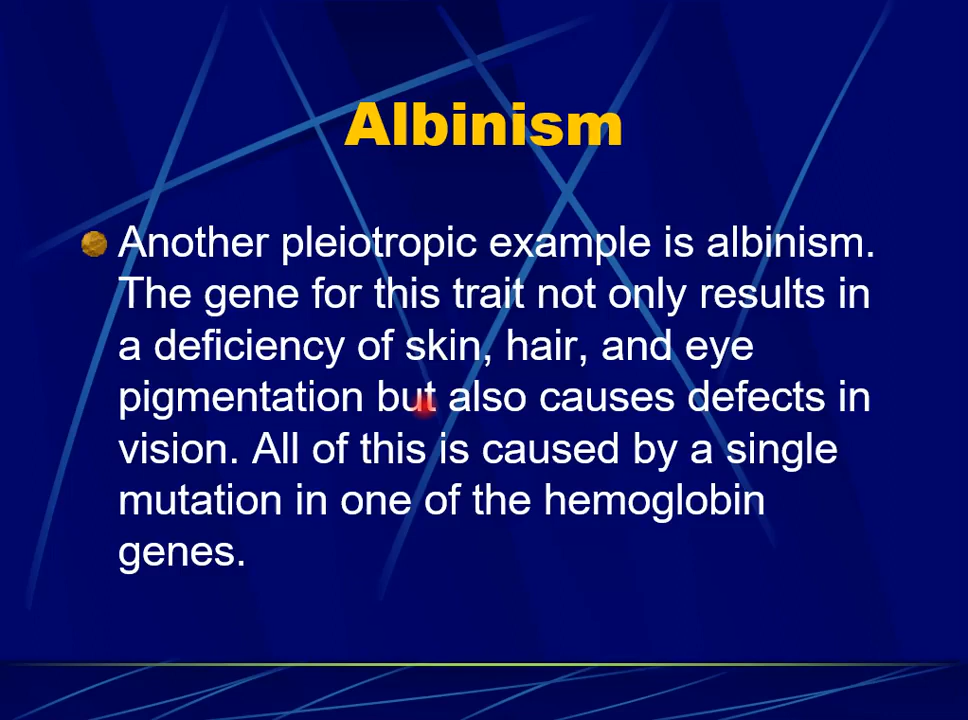 Albinism
Another pleiotropic example is albinism.
The gene for this trait not only results in
a deficiency of skin, hair, and eye
pigmentation but also causes defects in
vision. All of this is caused by a single
mutation in one of the hemoglobin
genes.